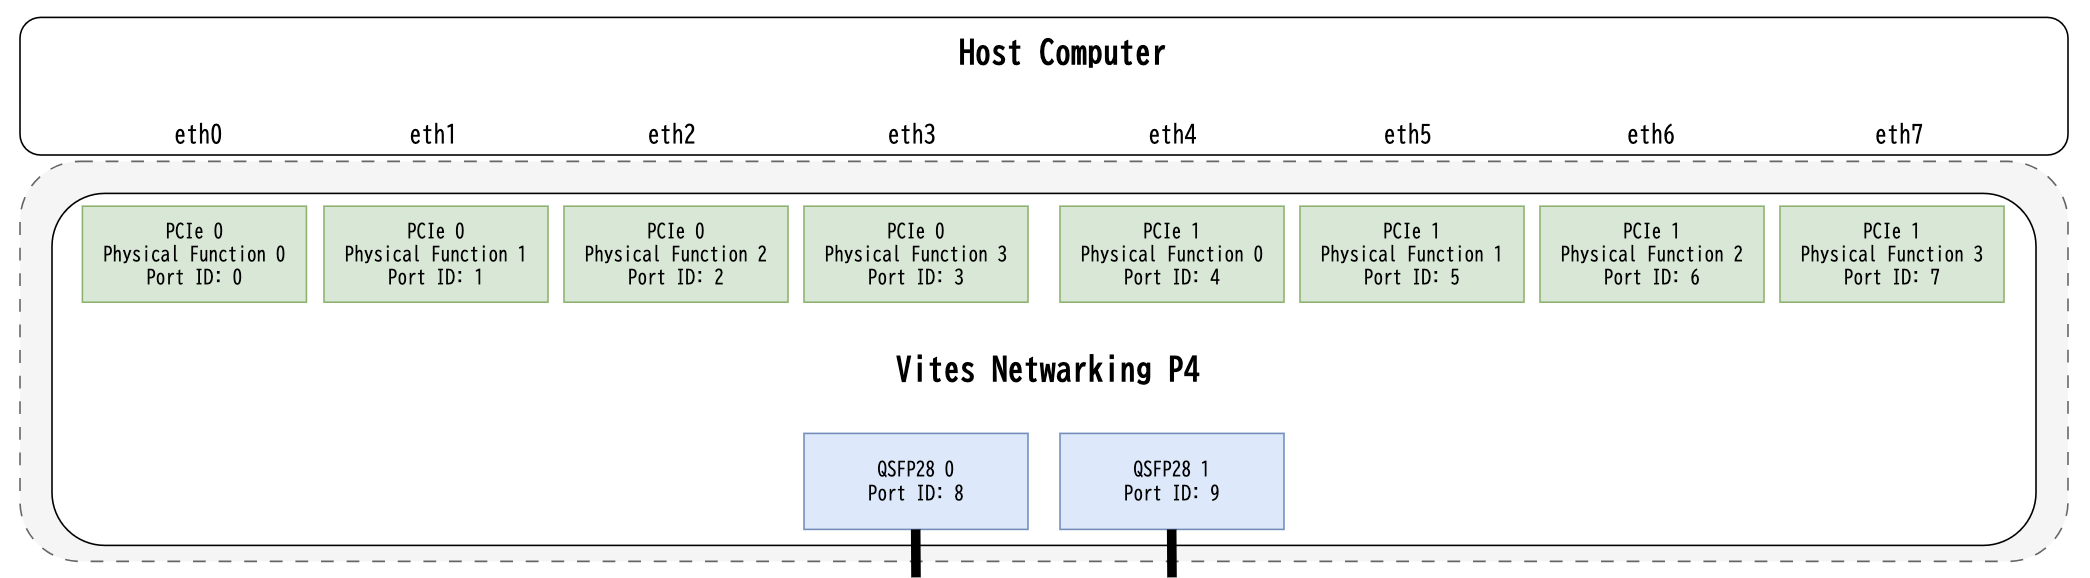 Host Computer
eth0 eth1 eth2 eth3 eth4 eth5 eth6 eth7
PCIe 0
Physical Function 0
Port ID: 0
PCIe 0
Physical Function 1
Port ID: 1
PCIe 0
Physical Function 2
Port ID: 2
PCIe 0
Physical Function 3
Port ID: 3
PCIe 1
Physical Function 0
Port ID: 4
PCIe 1
Physical Function 1
Port ID: 5
PCIe 1
Physical Function 2
Port ID: 6
PCIe 1
Physical Function 3
Port ID: 7
Vites Netwarking P4
QSFP28 0
Port ID: 8
QSFP28 1
Port ID: 9